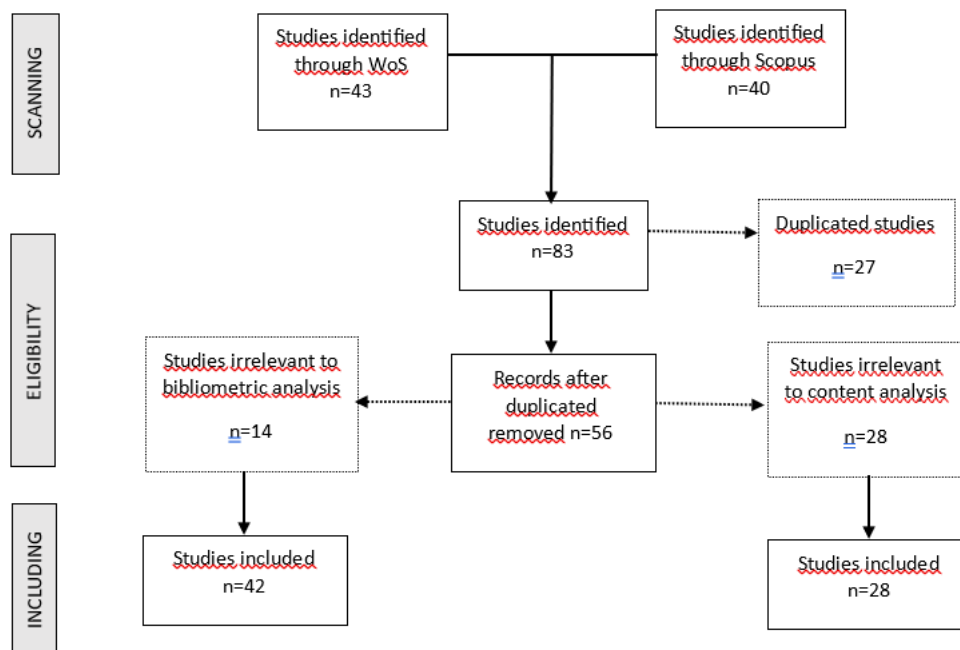 SCANNING
Studies identified
through WoS
n=43
Studies identified
through Scopus
n=40
ELIGIBILITY
Studies identified
n=83
Duplicated studies
n=27
Studies irrelevant to
bibliometric analysis
n=14
Records after
duplicated
removed n=56
Studies irrelevant
to content analysis
n=28
INCLUDING
Studies included
n=42
Studies included
n=28